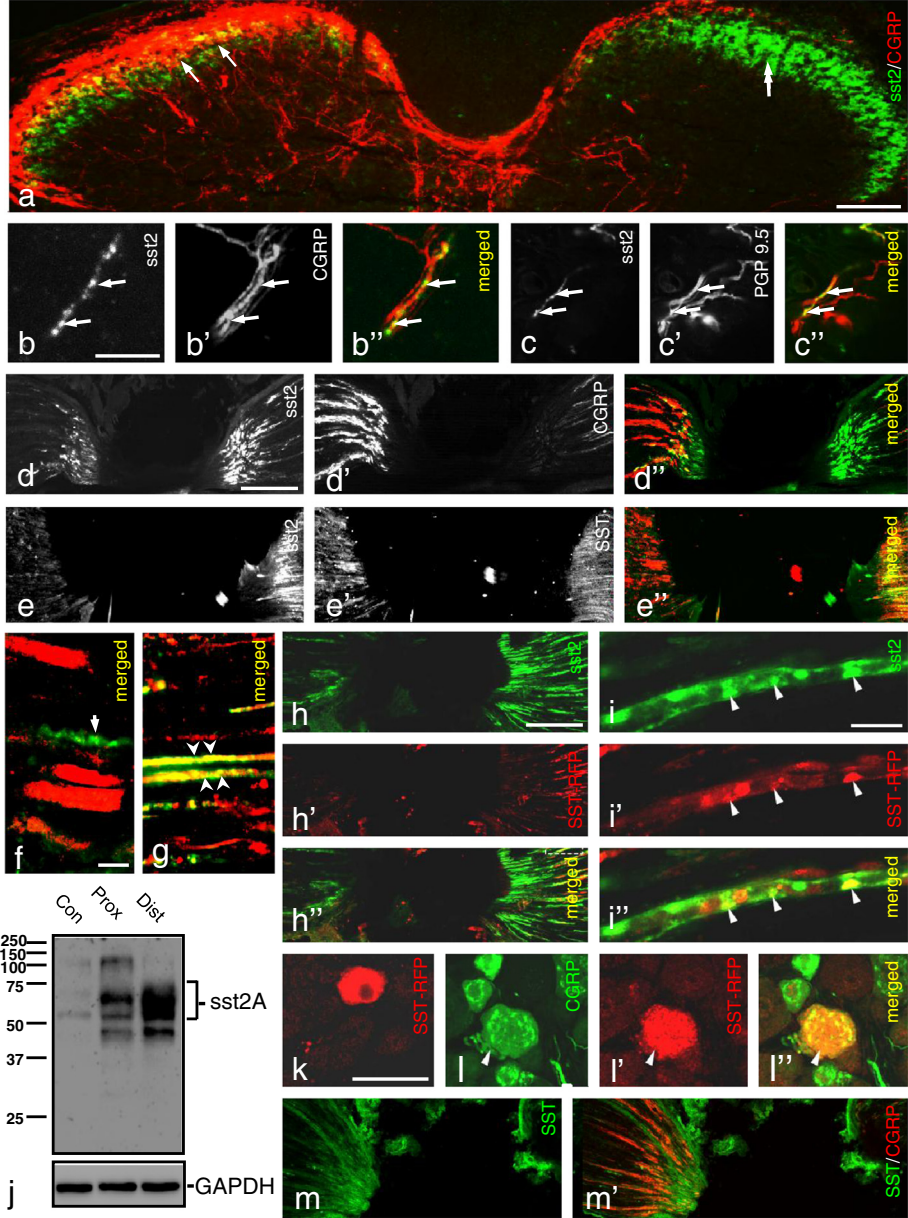 sst2/CGRP
a
sst2
b
CGRP
b'
merged
b''
sst2
c
PGP 9.5
c'
merged
c''
sst2
d
CGRP
d'
merged
d''
sst2
e
SST
e'
merged
e''
merged
f
merged
g
sst2
h
sst2
i
SST-RFP
h'
SST-RFP
i'
merged
h''
merged
i''
Con Prox Dist
250
150
100
75
50
37
25
sst2A
GAPDH
j
SST-RFP
k
CGRP
l
SST-RFP
l'
merged
l''
SST
m
SST/CGRP
m'